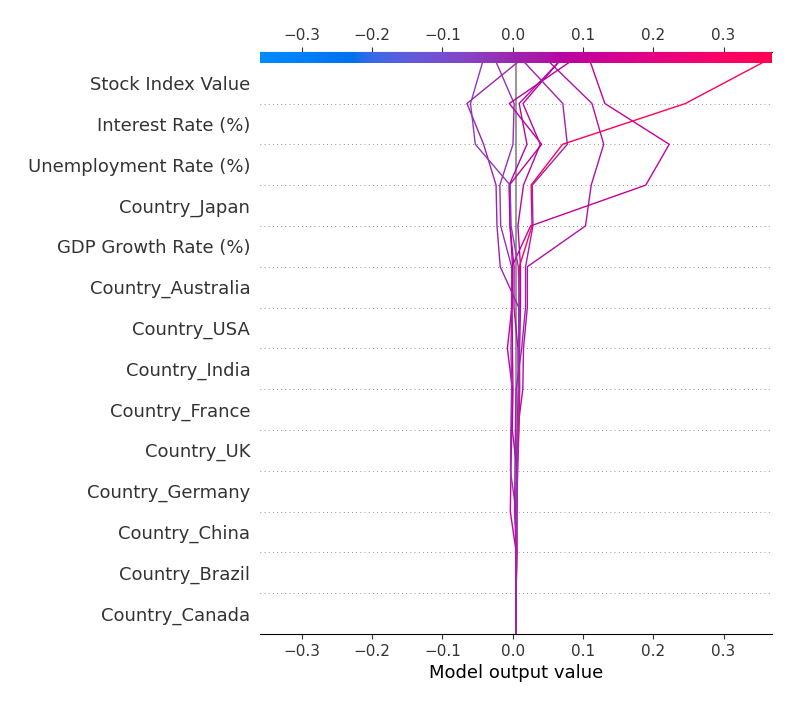 −0.3 −0.2 −0.1 0.0 0.1 0.2 0.3
Stock Index Value
Interest Rate (%)
Unemployment Rate (%)
Country_Japan
GDP Growth Rate (%)
Country_Australia
Country_USA
Country_India
Country_France
Country_UK
Country_Germany
Country_China
Country_Brazil
Country_Canada
−0.3 −0.2 −0.1 0.0 0.1 0.2 0.3
Model output value